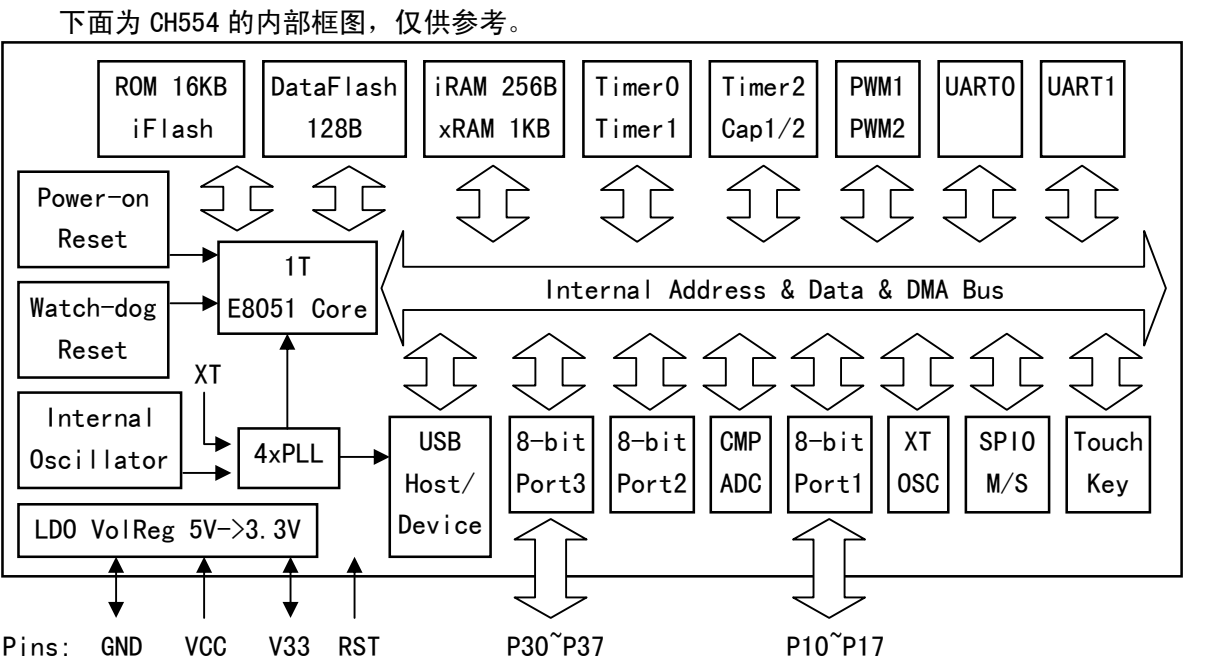 下面为 CH554 的内部框图，仅供参考。
ROM 16KB
iFlash
DataFlash
128B
iRAM 256B
xRAM 1KB
Timer0
Timer1
Timer2
Cap1/2
PWM1
PWM2
UART0
UART1
Power-on
Reset
1T
E8051 Core
Internal Address & Data & DMA Bus
Watch-dog
Reset
XT
Internal
Oscillator
4xPLL
USB
Host/
Device
8-bit
Port3
8-bit
Port2
CMP
ADC
8-bit
Port1
XT
OSC
SPI0
M/S
Touch
Key
LDO VolReg 5V->3.3V
Pins: GND VCC V33 RST P30~P37 P10~P17